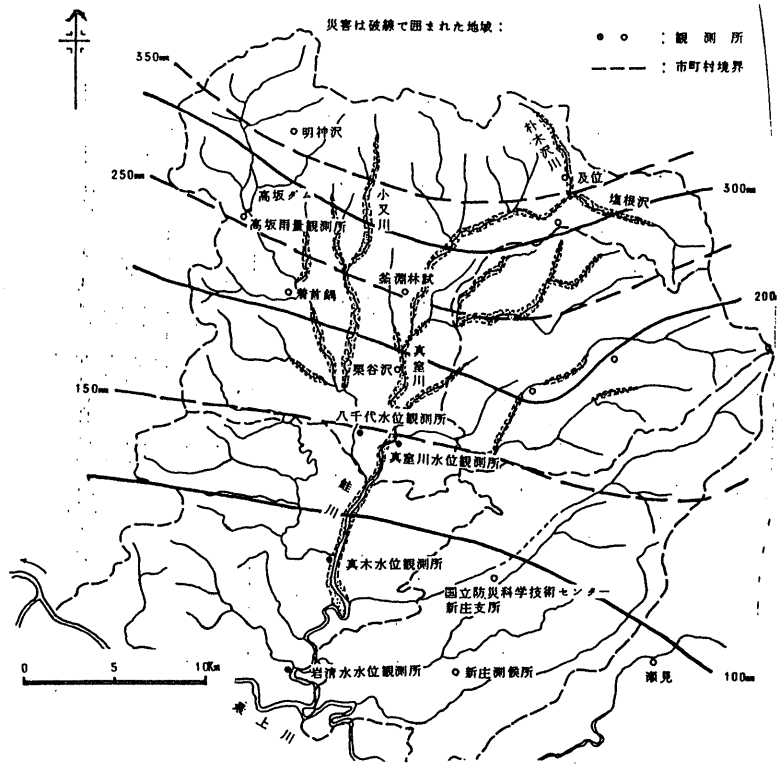 災害は破線で囲まれた地域：
● ○ ：観測所
－－－－ ：市町村境界
350mm
明神沢
朴木沢川
及位
250mm
高坂ダム
小又川
塩根沢
300mm
高坂雨量観測所
釜淵林試
200
真室川
栗谷沢
150mm
八千代水位観測所
真室川水位観測所
鮭川
真木水位観測所
国立防災科学技術センター
新庄支所
0 5 10Km
岩清水水位観測所
新庄測候所
瀬見
100mm
最上川